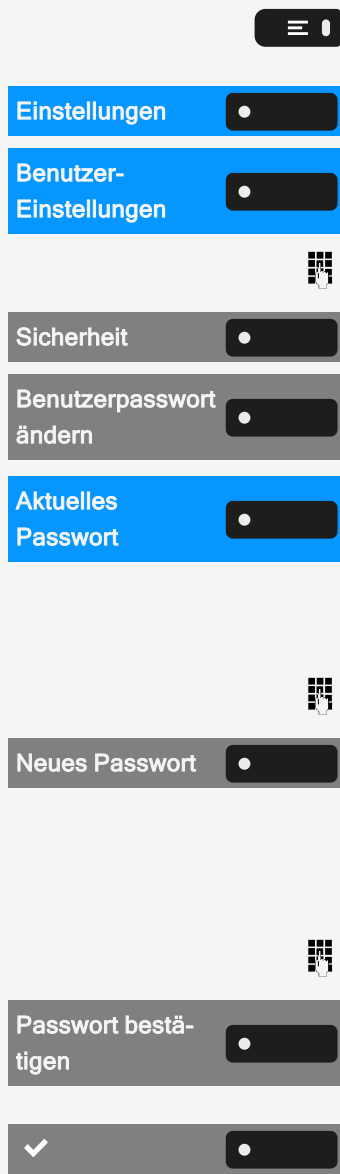 Einstellungen
Benutzer-
Einstellungen
Sicherheit
Benutzerpasswort
ändern
Aktuelles
Passwort
Neues Passwort
Passwort bestä-
tigen